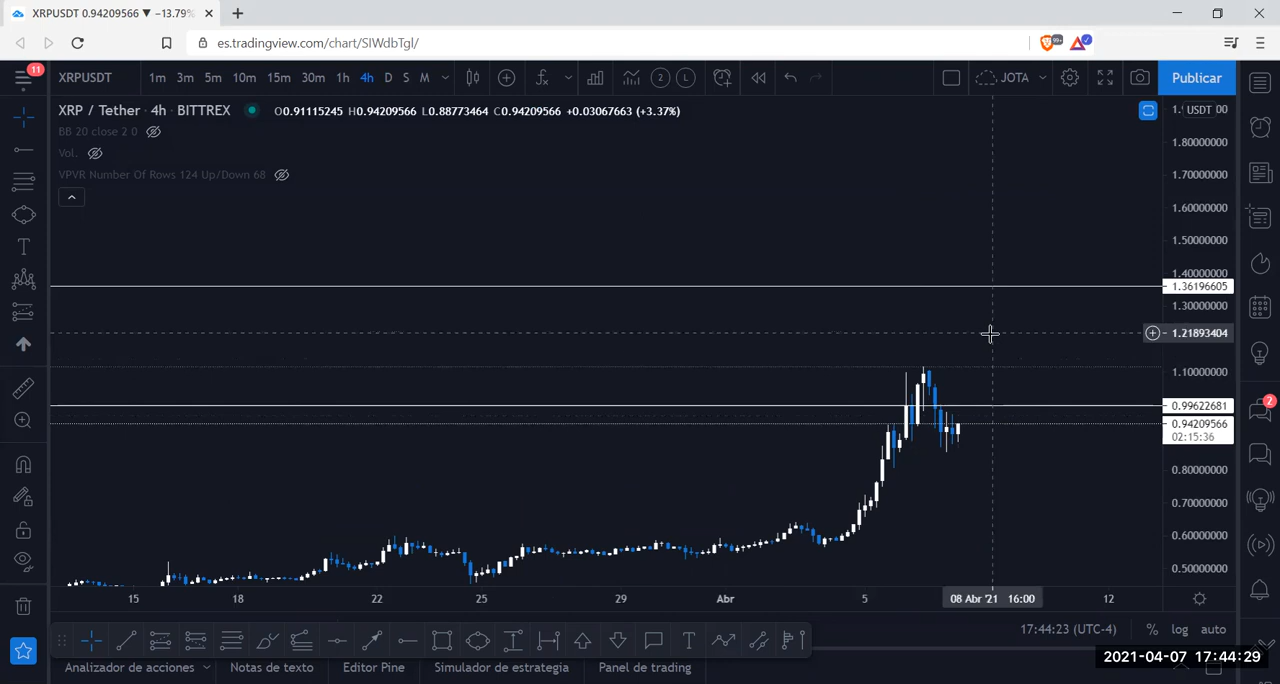 XRPUSDT 0.94209566 ▼ −13.79%
es.tradingview.com/chart/SIWdbTgl/
99+
11
XRPUSDT 1m 3m 5m 10m 15m 30m 1h 4h D S M 2 L JOTA Publicar
XRP / Tether · 4h · BITTREX O0.91115245 H0.94209566 L0.88773464 C0.94209566 +0.03067663 (+3.37%)
BB 20 close 2 0
Vol.
VPVR Number Of Rows 124 Up/Down 68
USDT
1.80000000
1.70000000
1.60000000
1.50000000
1.40000000
1.36196605
1.30000000
1.21893404
1.10000000
0.99622681
2
0.94209566
02:15:36
0.80000000
0.70000000
0.60000000
0.50000000
15 18 22 25 29 Abr 5 08 Abr '21 16:00 12
17:44:23 (UTC-4) % log auto
2021-04-07 17:44:29
Analizador de acciones Notas de texto Editor Pine Simulador de estrategia Panel de trading